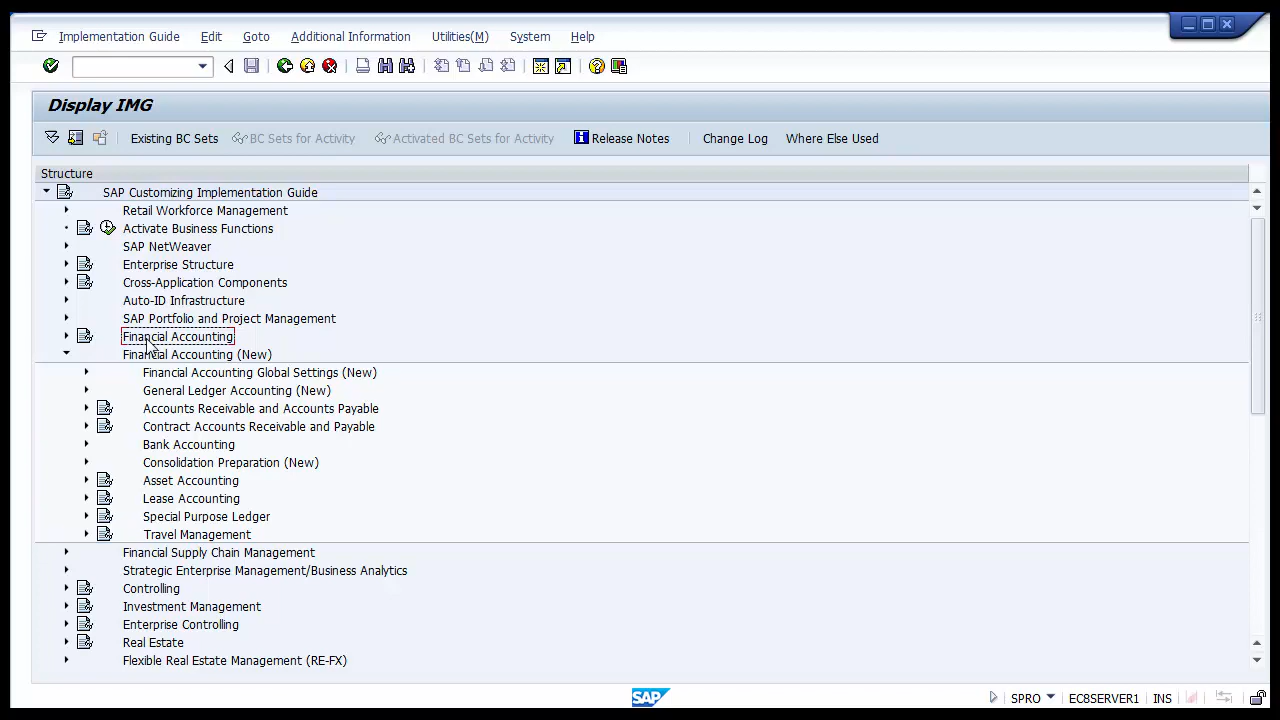 Implementation Guide Edit Goto Additional Information Utilities(M) System Help
Display IMG
Existing BC Sets BC Sets for Activity Activated BC Sets for Activity Release Notes Change Log Where Else Used
Structure
SAP Customizing Implementation Guide
Retail Workforce Management
Activate Business Functions
SAP NetWeaver
Enterprise Structure
Cross-Application Components
Auto-ID Infrastructure
SAP Portfolio and Project Management
Financial Accounting
Financial Accounting (New)
Financial Accounting Global Settings (New)
General Ledger Accounting (New)
Accounts Receivable and Accounts Payable
Contract Accounts Receivable and Payable
Bank Accounting
Consolidation Preparation (New)
Asset Accounting
Lease Accounting
Special Purpose Ledger
Travel Management
Financial Supply Chain Management
Strategic Enterprise Management/Business Analytics
Controlling
Investment Management
Enterprise Controlling
Real Estate
Flexible Real Estate Management (RE-FX)
SAP SPRO EC8SERVER1 INS